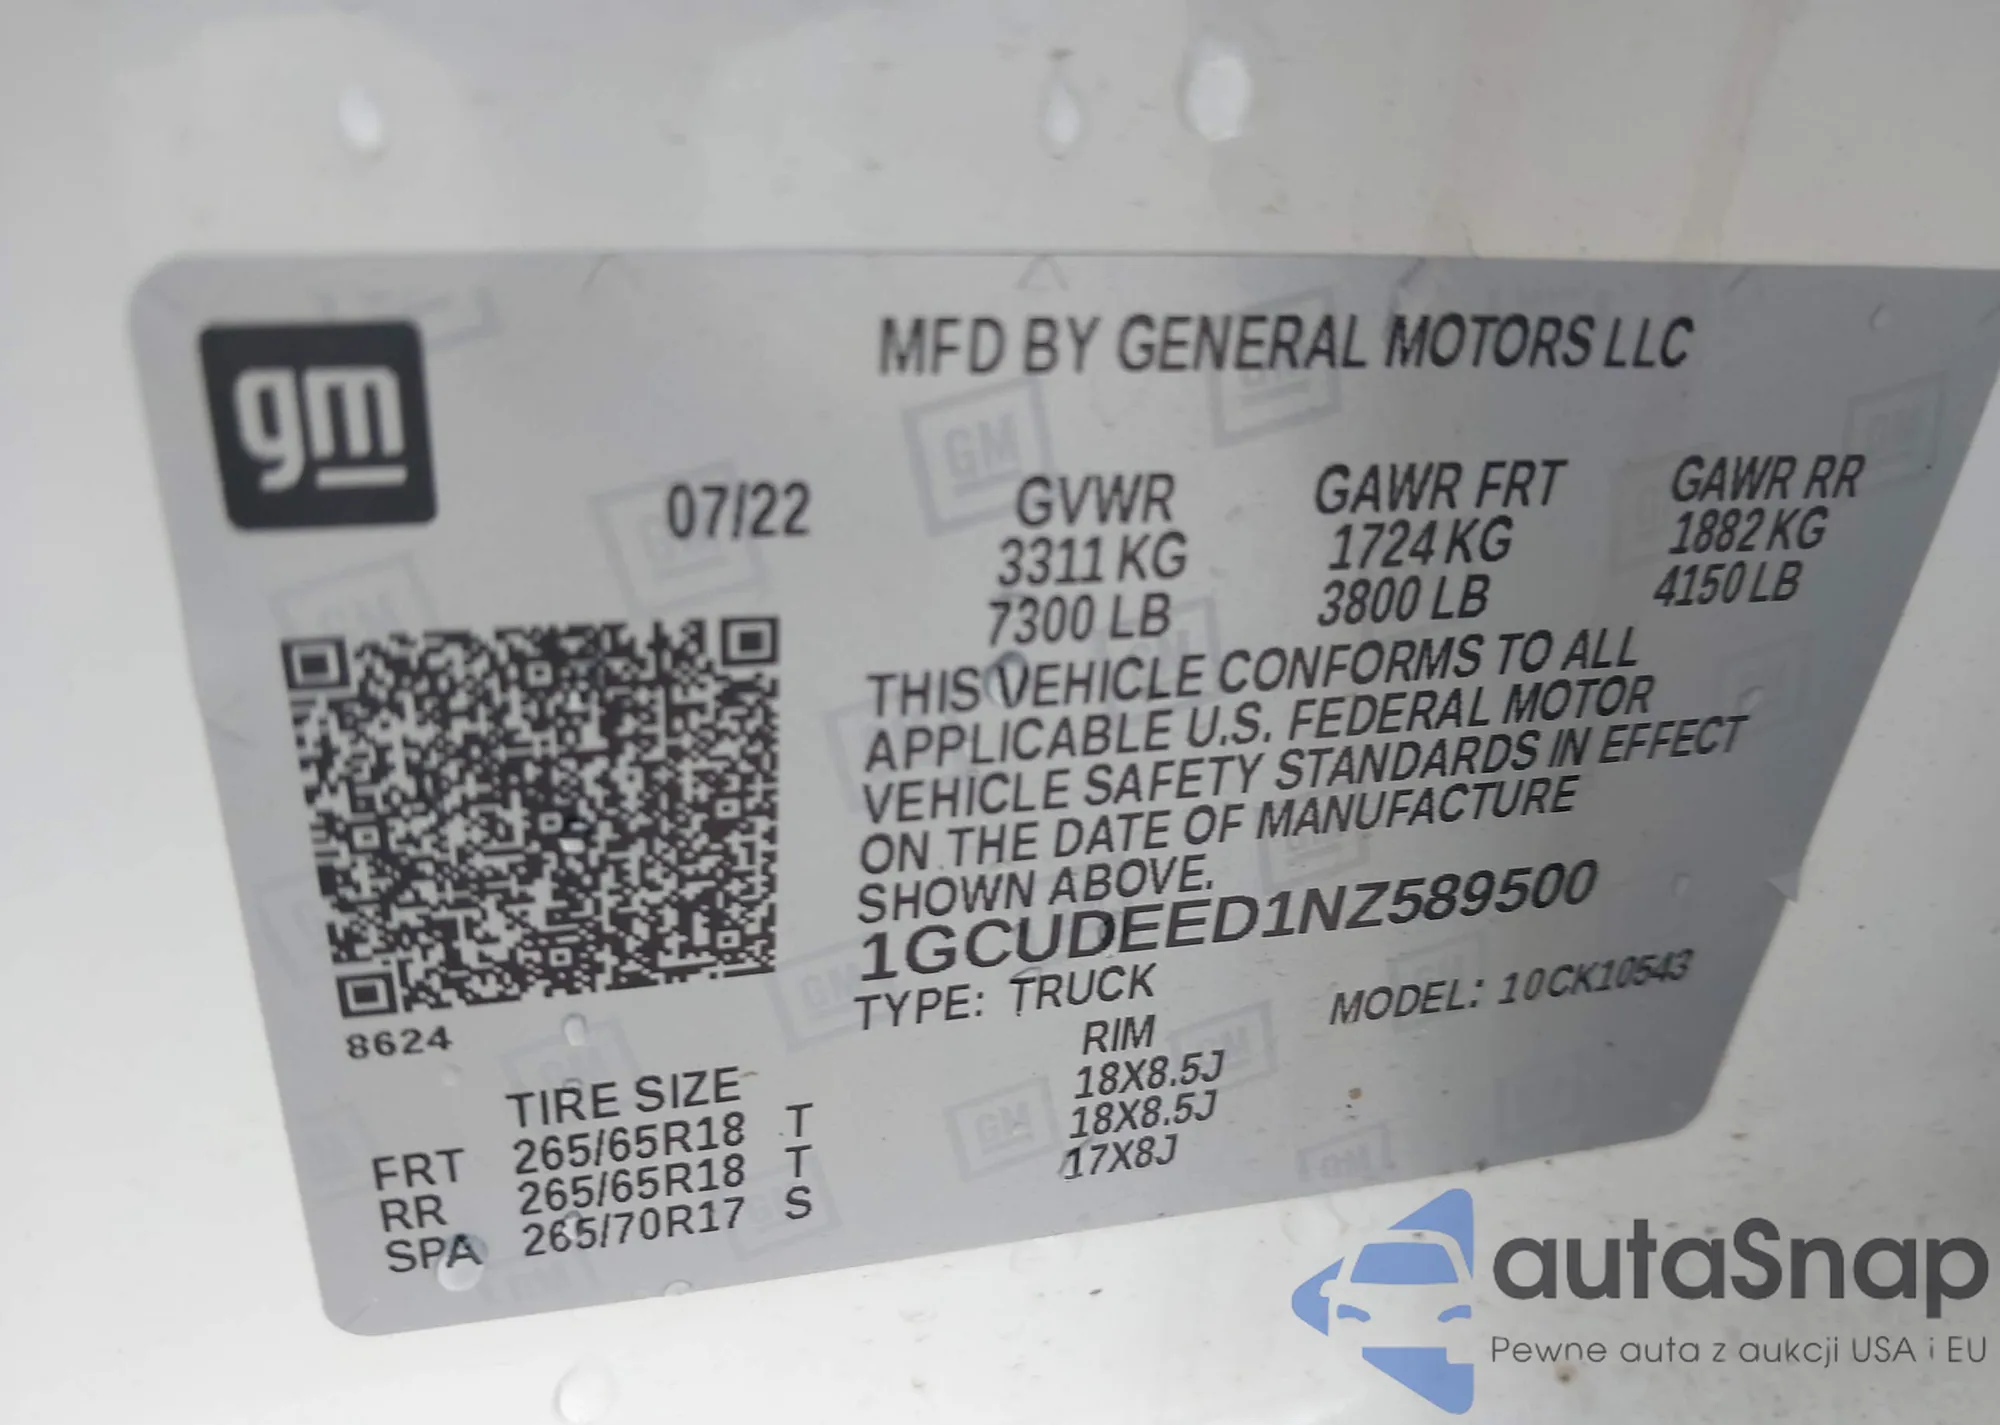 gm
MFD BY GENERAL MOTORS LLC
07/22
GVWR GAWR FRT GAWR RR
3311 KG 1724 KG 1882 KG
7300 LB 3800 LB 4150 LB
THIS VEHICLE CONFORMS TO ALL
APPLICABLE U.S. FEDERAL MOTOR
VEHICLE SAFETY STANDARDS IN EFFECT
ON THE DATE OF MANUFACTURE
SHOWN ABOVE.
1GCUDEED1NZ589500
TYPE: TRUCK MODEL: 10CK10543
8624
TIRE SIZE RIM
FRT 265/65R18 T 18X8.5J
RR 265/65R18 T 18X8.5J
SPA 265/70R17 S 17X8J
autaSnap
Pewne auta z aukcji USA i EU